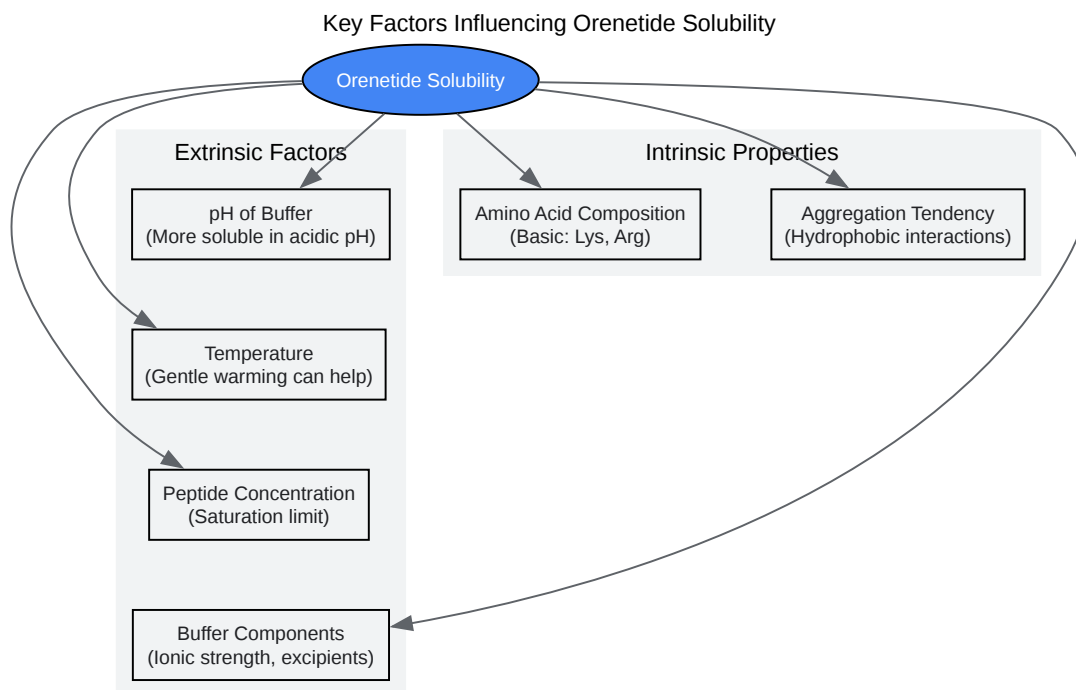 Key Factors Influencing Orenetide Solubility
Orenetide Solubility
Extrinsic Factors
pH of Buffer
(More soluble in acidic pH)
Temperature
(Gentle warming can help)
Peptide Concentration
(Saturation limit)
Buffer Components
(Ionic strength, excipients)
Intrinsic Properties
Amino Acid Composition
(Basic: Lys, Arg)
Aggregation Tendency
(Hydrophobic interactions)